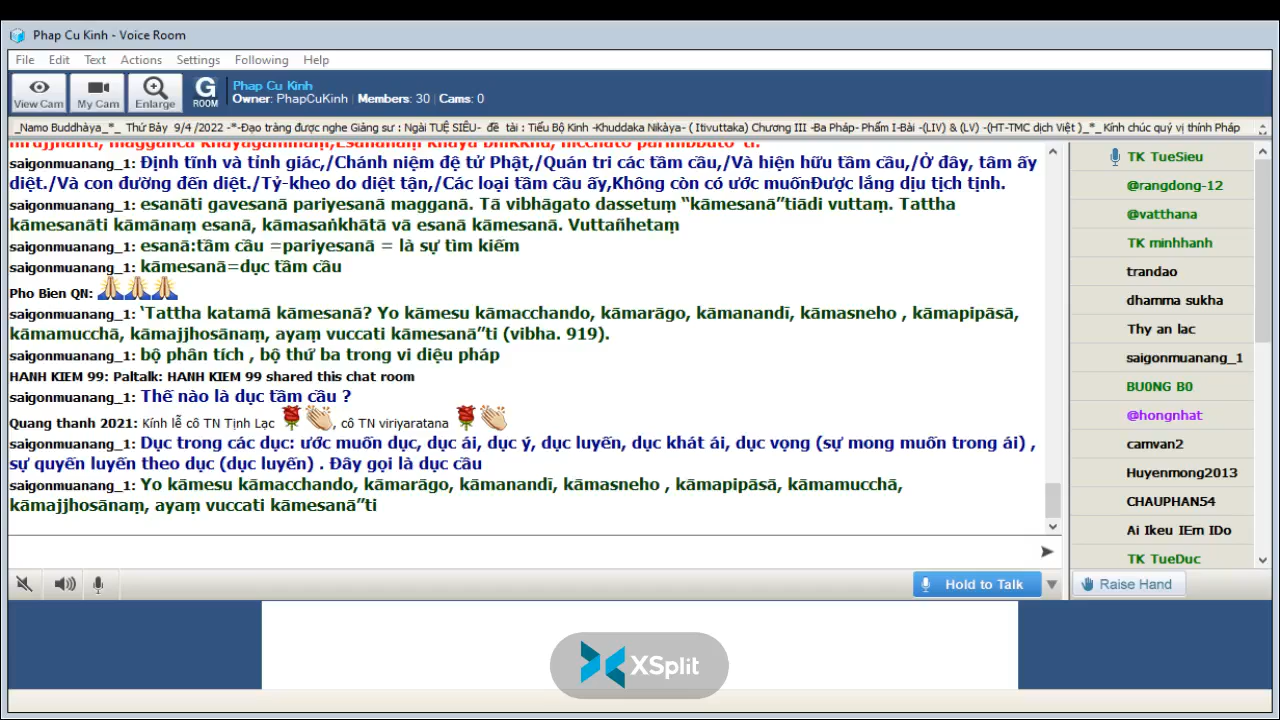 Phap Cu Kinh - Voice Room
File Edit Text Actions Settings Following Help
View Cam My Cam Enlarge G ROOM
Phap Cu Kinh
Owner: PhapCuKinh | Members: 30 | Cams: 0
_Namo Buddhàya_*_ Thứ Bảy 9/4 /2022 -*-Đạo tràng được nghe Giảng sư : Ngài TUỆ SIÊU- đề tài : Tiểu Bộ Kinh -Khuddaka Nikàya- ( Itivuttaka) Chương III -Ba Pháp- Phẩm I-Bài -(LIV) & (LV) -(HT-TMC dịch Việt )_*_ Kính chúc quý vị thính Pháp
saigonmuanang_1: Định tĩnh và tỉnh giác,/Chánh niệm đệ tử Phật,/Quán tri các tầm cầu,/Và hiện hữu tầm cầu,/Ở đây, tâm ấy
diệt./Và con đường đến diệt./Tỷ-kheo do diệt tận,/Các loại tầm cầu ấy,Không còn có ước muốnĐược lắng dịu tịch tịnh.
saigonmuanang_1: esanāti gavesanā pariyesanā magganā. Tā vibhāgato dassetuṃ “kāmesanā”tiādi vuttaṃ. Tattha
kāmesanāti kāmānaṃ esanā, kāmasaṅkhātā vā esanā kāmesanā. Vuttañhetaṃ
saigonmuanang_1: esanā:tầm cầu =pariyesanā = là sự tìm kiếm
saigonmuanang_1: kāmesanā=dục tầm cầu
Pho Bien QN:
saigonmuanang_1: ‘Tattha katamā kāmesanā? Yo kāmesu kāmacchando, kāmarāgo, kāmanandī, kāmasneho , kāmapipāsā,
kāmamucchā, kāmajjhosānaṃ, ayaṃ vuccati kāmesanā”ti (vibha. 919).
saigonmuanang_1: bộ phân tích , bộ thứ ba trong vi diệu pháp
HANH KIEM 99: Paltalk: HANH KIEM 99 shared this chat room
saigonmuanang_1: Thế nào là dục tầm cầu ?
Quang thanh 2021: Kính lễ cô TN Tịnh Lạc , cô TN viriyaratana
saigonmuanang_1: Dục trong các dục: ước muốn dục, dục ái, dục ý, dục luyến, dục khát ái, dục vọng (sự mong muốn trong ái) ,
sự quyến luyến theo dục (dục luyến) . Đây gọi là dục cầu
saigonmuanang_1: Yo kāmesu kāmacchando, kāmarāgo, kāmanandī, kāmasneho , kāmapipāsā, kāmamucchā,
kāmajjhosānaṃ, ayaṃ vuccati kāmesanā”ti
TK TueSieu
@rangdong-12
@vatthana
TK minhhanh
trandao
dhamma sukha
Thy an lac
saigonmuanang_1
BU0NG B0
@hongnhat
camvan2
Huyenmong2013
CHAUPHAN54
Ai Ikeu IEm IDo
TK TueDuc
Hold to Talk
Raise Hand
XSplit